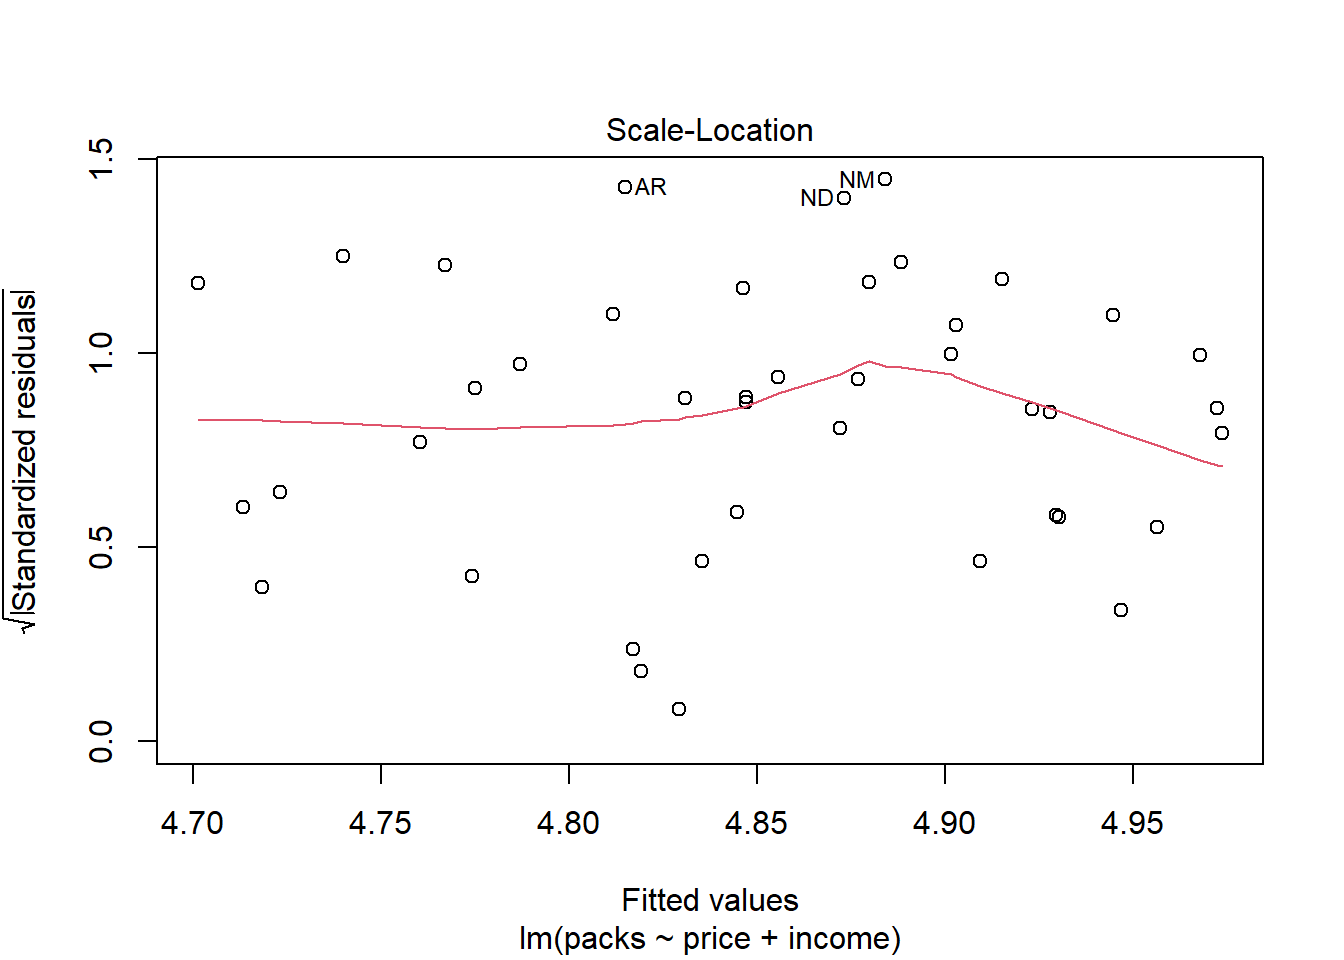 Scale-Location
√|Standardized residuals|
1.5
1.0
0.5
0.0
AR
ND
NM
4.70 4.75 4.80 4.85 4.90 4.95
Fitted values
lm(packs ~ price + income)